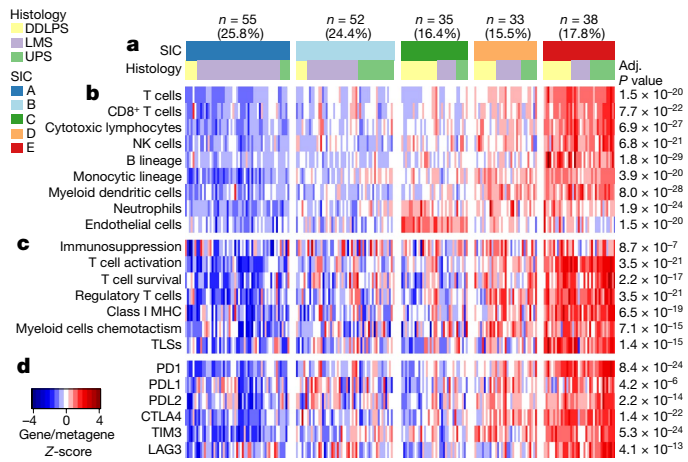 Histology
DDLPS
LMS
UPS
SIC
A
B
C
D
E
n = 55
(25.8%)
n = 52
(24.4%)
n = 35
(16.4%)
n = 33
(15.5%)
n = 38
(17.8%)
a
SIC
Histology
Adj.
P value
b
T cells 1.5 × 10⁻²⁰
CD8⁺ T cells 7.7 × 10⁻²²
Cytotoxic lymphocytes 6.9 × 10⁻²⁷
NK cells 6.8 × 10⁻²¹
B lineage 1.8 × 10⁻²⁹
Monocytic lineage 3.9 × 10⁻²⁰
Myeloid dendritic cells 8.0 × 10⁻²⁸
Neutrophils 1.9 × 10⁻²⁴
Endothelial cells 1.5 × 10⁻²⁰
c
Immunosuppression 8.7 × 10⁻⁷
T cell activation 3.5 × 10⁻²¹
T cell survival 2.2 × 10⁻¹⁷
Regulatory T cells 3.5 × 10⁻²¹
Class I MHC 6.5 × 10⁻¹⁹
Myeloid cells chemotactism 7.1 × 10⁻¹⁵
TLSs 1.4 × 10⁻¹⁵
d
PD1 8.4 × 10⁻²⁴
PDL1 4.2 × 10⁻⁶
PDL2 2.2 × 10⁻¹⁴
CTLA4 1.4 × 10⁻²²
TIM3 5.3 × 10⁻²⁴
LAG3 4.1 × 10⁻¹³
−4 0 4
Gene/metagene
Z-score